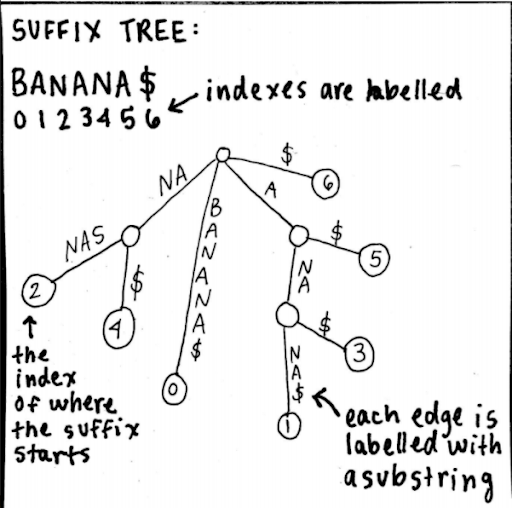 SUFFIX TREE:
BANANA$
0123456
indexes are labelled
$
NA
A
6
BANANA$
NAS
$
$
5
NA
2
4
$
3
0
NA$
1
the
index
of where
the suffix
starts
each edge is
labelled with
a substring